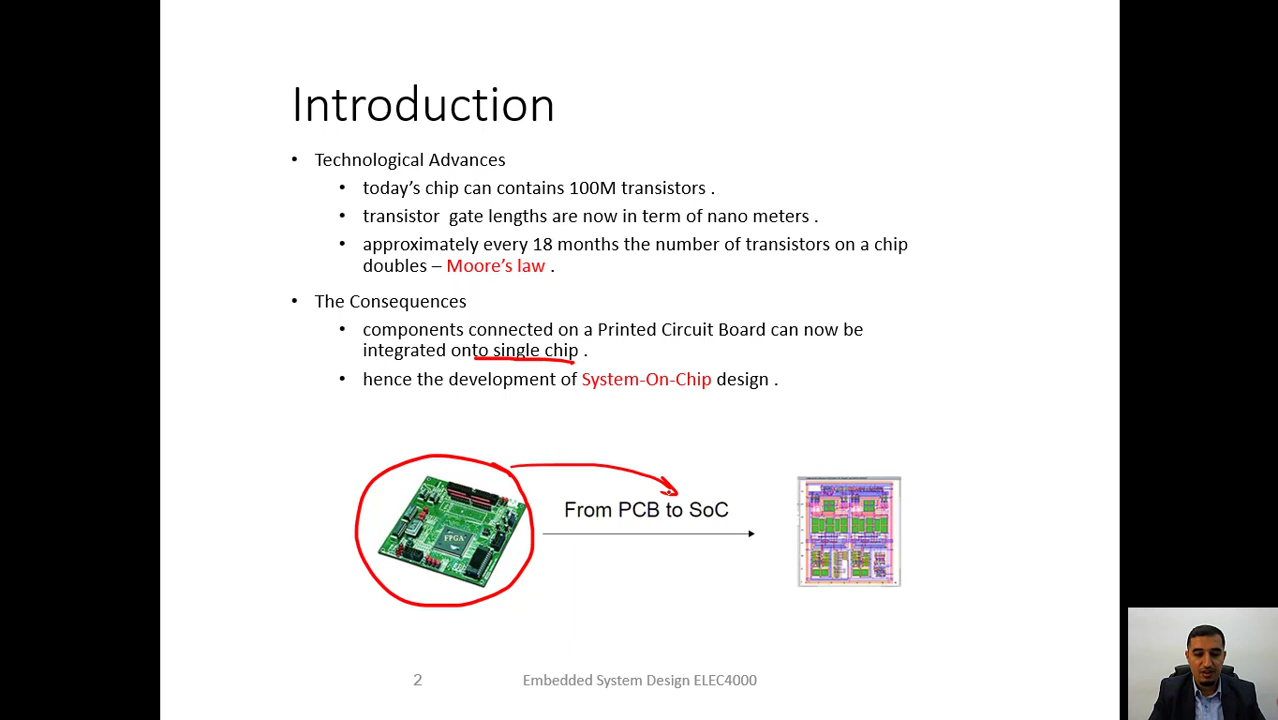 Introduction
• Technological Advances
• today's chip can contains 100M transistors .
• transistor gate lengths are now in term of nano meters .
• approximately every 18 months the number of transistors on a chip
doubles – Moore's law .
• The Consequences
• components connected on a Printed Circuit Board can now be
integrated onto single chip .
• hence the development of System-On-Chip design .
From PCB to SoC
FPGA
2 Embedded System Design ELEC4000